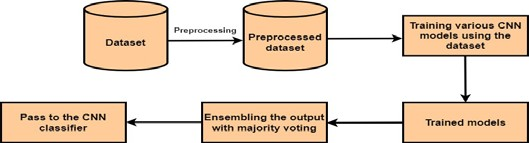 Dataset
Preprocessing
Preprocessed
dataset
Training various CNN
models using the
dataset
Trained models
Ensembling the output
with majority voting
Pass to the CNN
classifier